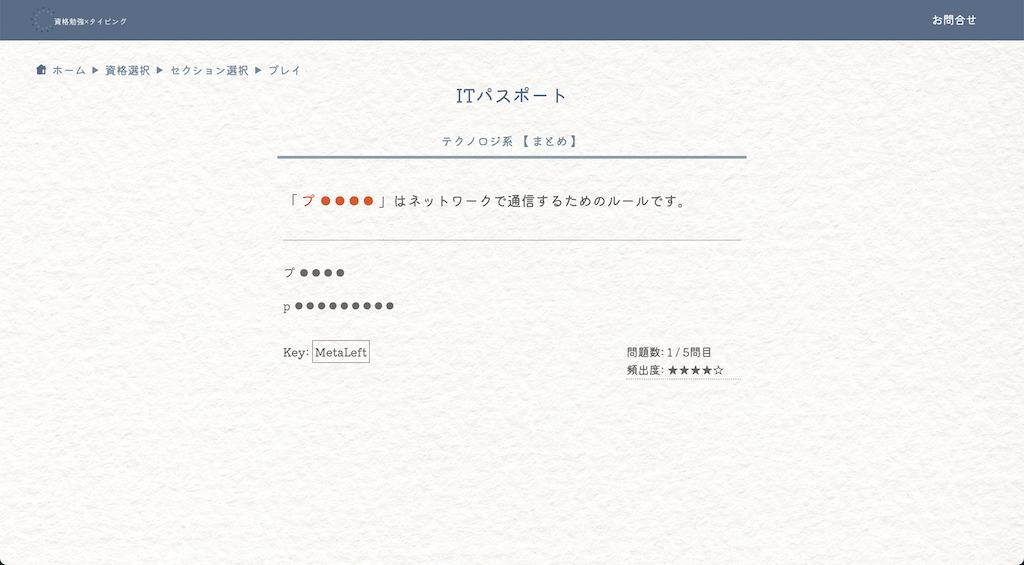 資格勉強×タイピング
お問合せ
ホーム ▶ 資格選択 ▶ セクション選択 ▶ プレイ
ITパスポート
テクノロジ系 【まとめ】
「プ●●●●」はネットワークで通信するためのルールです。
プ●●●●
p●●●●●●●●●
Key: MetaLeft
問題数: 1 / 5問目
頻出度: ★★★★☆